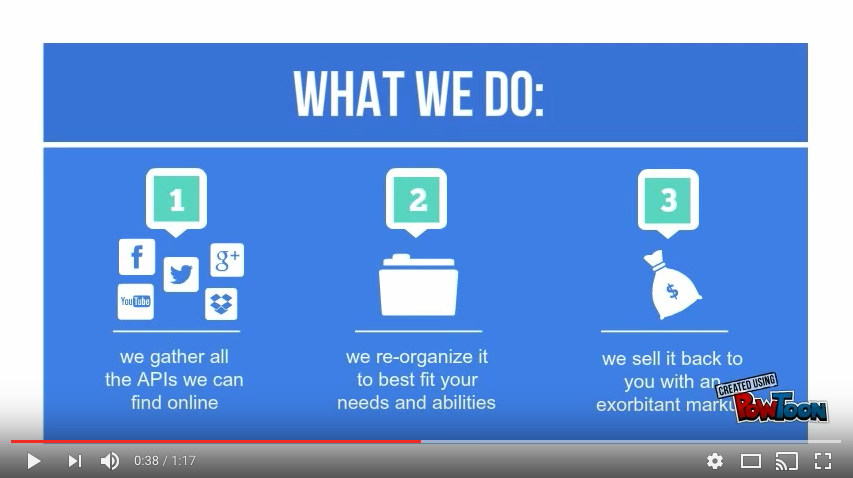 WHAT WE DO:
1
2
3
f
g+
YouTube
$
we gather all
the APIs we can
find online
we re-organize it
to best fit your
needs and abilities
we sell it back to
you with an
exorbitant
CREATED USING
POWTOON
0:38 / 1:17